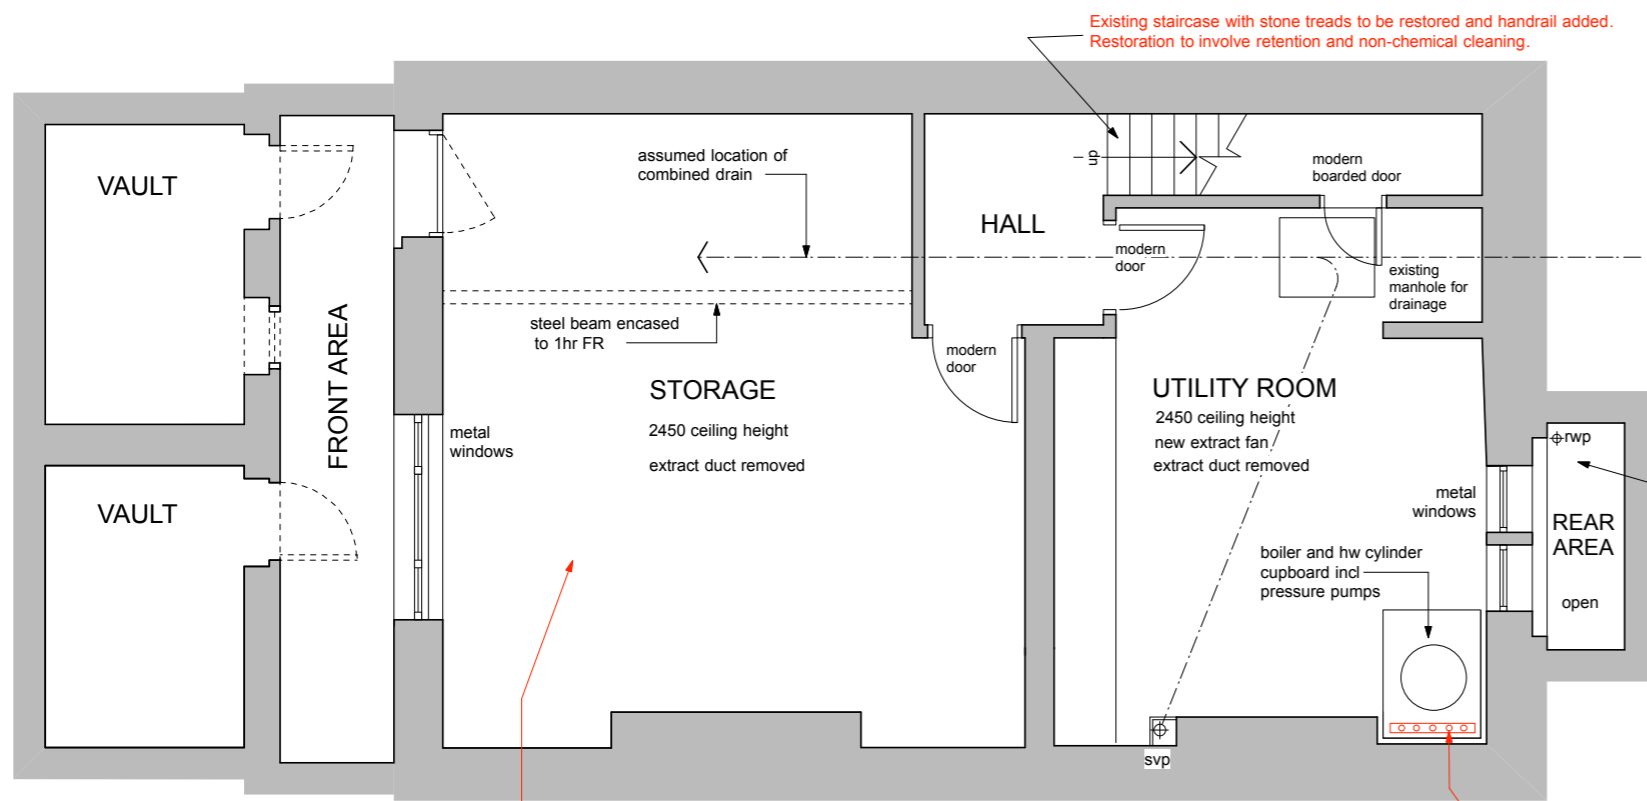 Existing staircase with stone treads to be restored and handrail added.
Restoration to involve retention and non-chemical cleaning.
VAULT
assumed location of
combined drain
dn
modern
boarded door
HALL
modern
door
existing
manhole for
drainage
FRONT AREA
steel beam encased
to 1hr FR
modern
door
STORAGE
2450 ceiling height
extract duct removed
metal
windows
UTILITY ROOM
2450 ceiling height
new extract fan
extract duct removed
rwp
VAULT
metal
windows
REAR
AREA
open
boiler and hw cylinder
cupboard incl
pressure pumps
svp